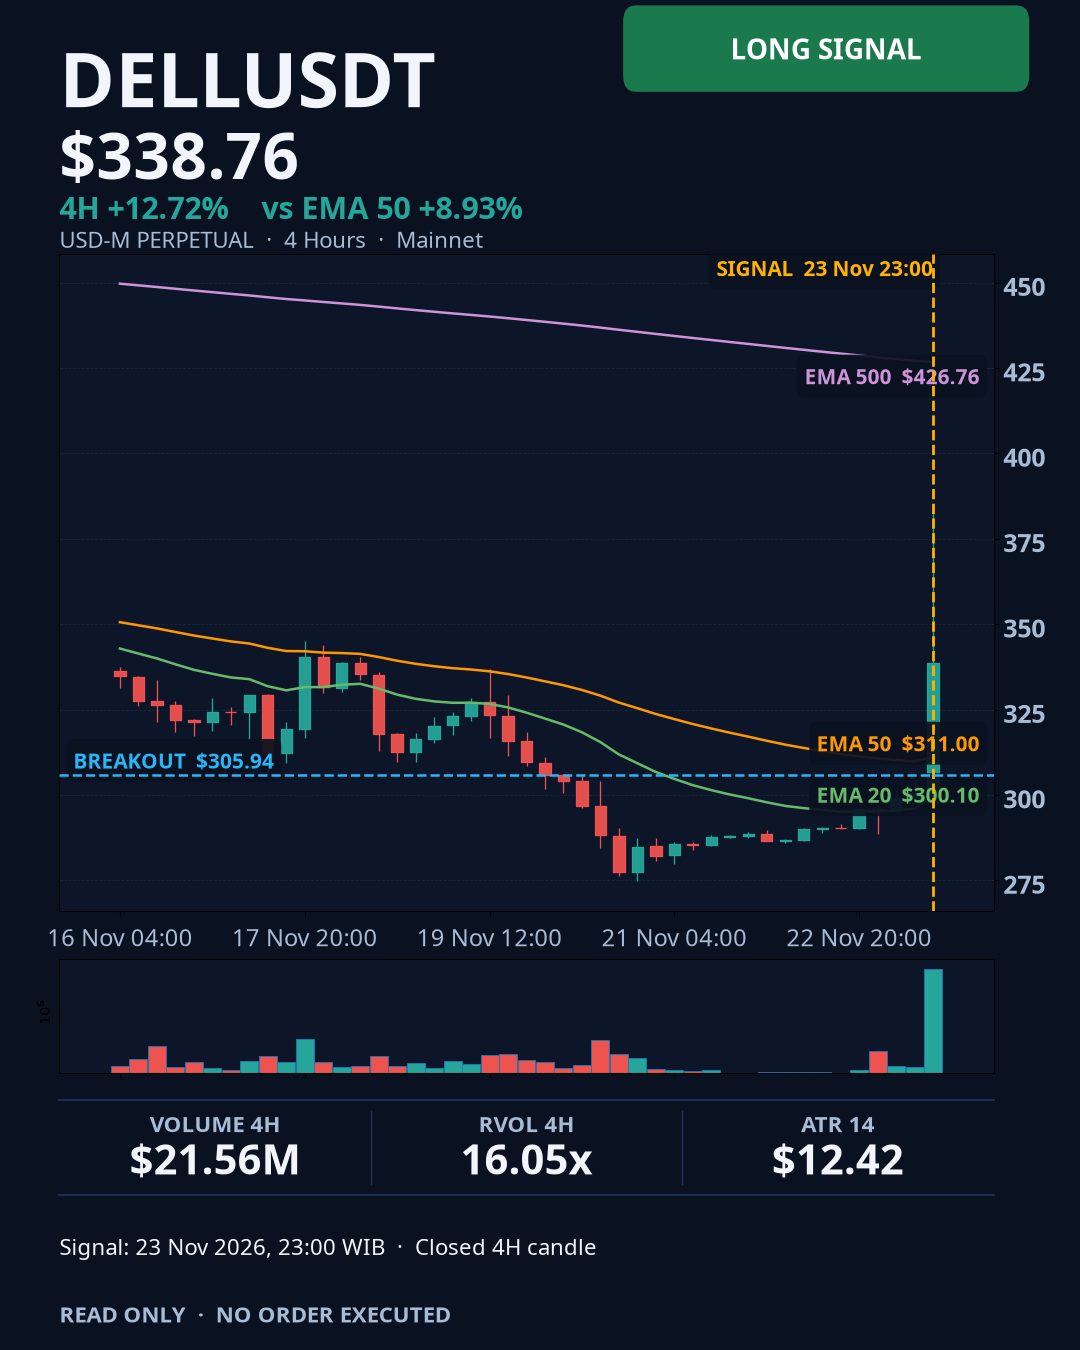 LONG SIGNAL
DELLUSDT
$338.76
4H +12.72% vs EMA 50 +8.93%
USD-M PERPETUAL · 4 Hours · Mainnet
SIGNAL 23 Nov 23:00
450
EMA 500 $426.76
425
400
375
350
325
EMA 50 $311.00
BREAKOUT $305.94
EMA 20 $300.10
300
275
16 Nov 04:00 17 Nov 20:00 19 Nov 12:00 21 Nov 04:00 22 Nov 20:00
10⁶
VOLUME 4H RVOL 4H ATR 14
$21.56M 16.05x $12.42
Signal: 23 Nov 2026, 23:00 WIB · Closed 4H candle
READ ONLY · NO ORDER EXECUTED